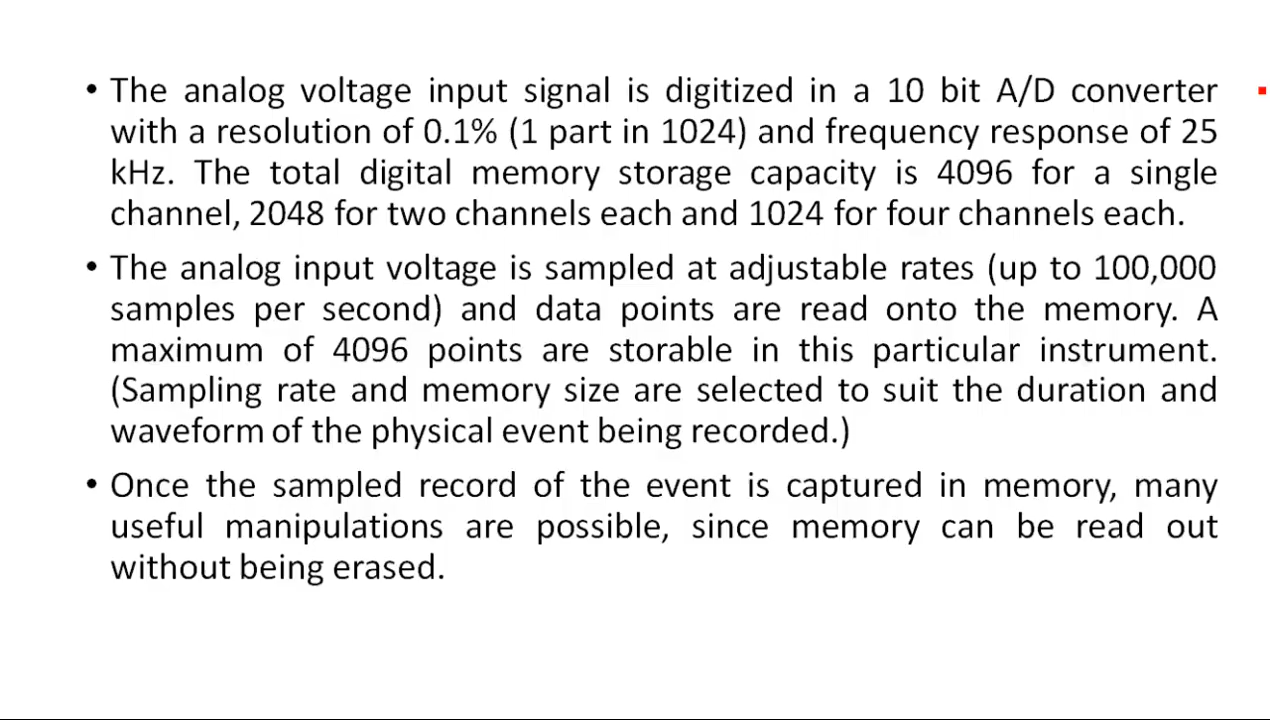 • The analog voltage input signal is digitized in a 10 bit A/D converter
with a resolution of 0.1% (1 part in 1024) and frequency response of 25
kHz. The total digital memory storage capacity is 4096 for a single
channel, 2048 for two channels each and 1024 for four channels each.
• The analog input voltage is sampled at adjustable rates (up to 100,000
samples per second) and data points are read onto the memory. A
maximum of 4096 points are storable in this particular instrument.
(Sampling rate and memory size are selected to suit the duration and
waveform of the physical event being recorded.)
• Once the sampled record of the event is captured in memory, many
useful manipulations are possible, since memory can be read out
without being erased.